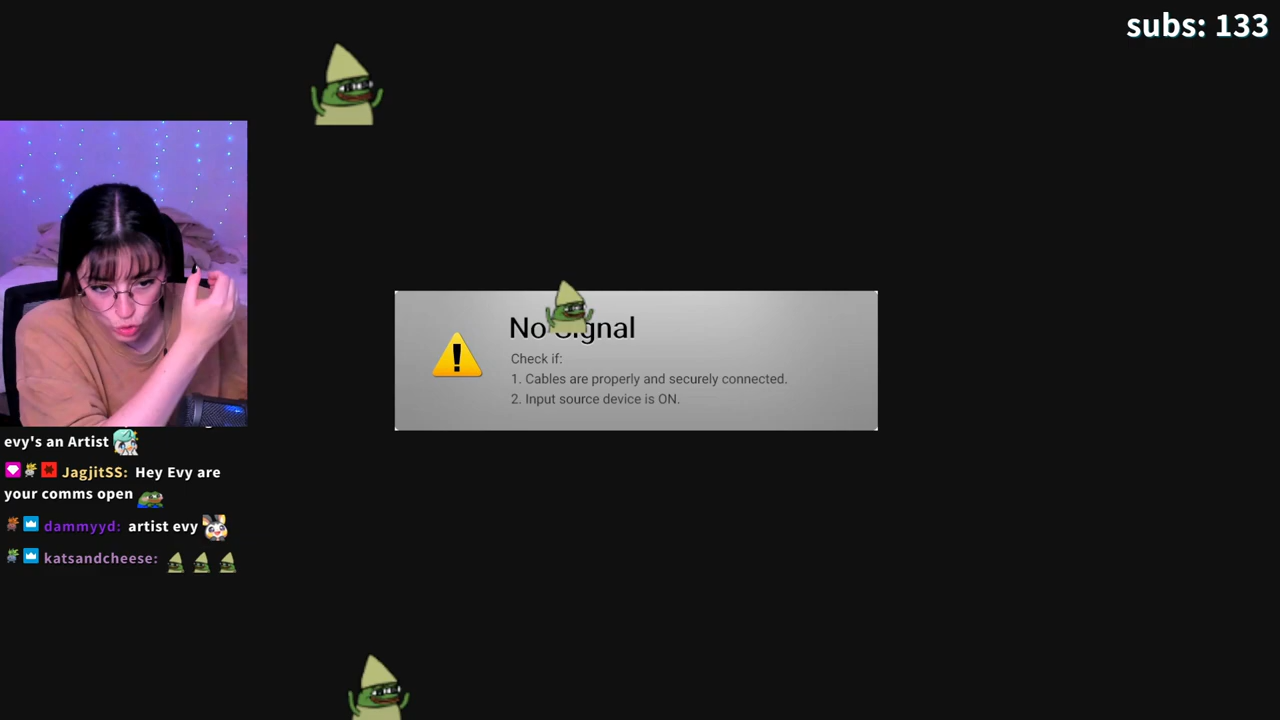 subs: 133
No Signal
Check if:
1. Cables are properly and securely connected.
2. Input source device is ON.
evy's an Artist
JagjitSS: Hey Evy are
your comms open
dammyyd: artist evy
katsandcheese: